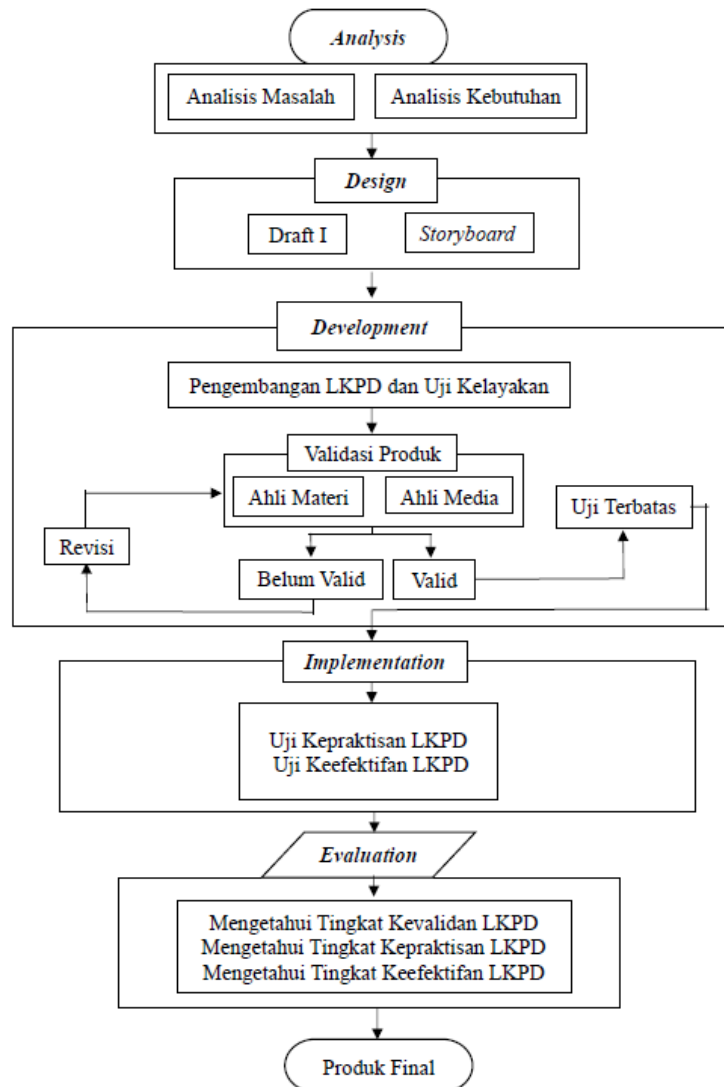 Analysis
Analisis Masalah
Analisis Kebutuhan
Design
Draft I
Storyboard
Development
Pengembangan LKPD dan Uji Kelayakan
Validasi Produk
Ahli Materi
Ahli Media
Uji Terbatas
Revisi
Belum Valid
Valid
Implementation
Uji Kepraktisan LKPD
Uji Keefektifan LKPD
Evaluation
Mengetahui Tingkat Kevalidan LKPD
Mengetahui Tingkat Kepraktisan LKPD
Mengetahui Tingkat Keefektifan LKPD
Produk Final